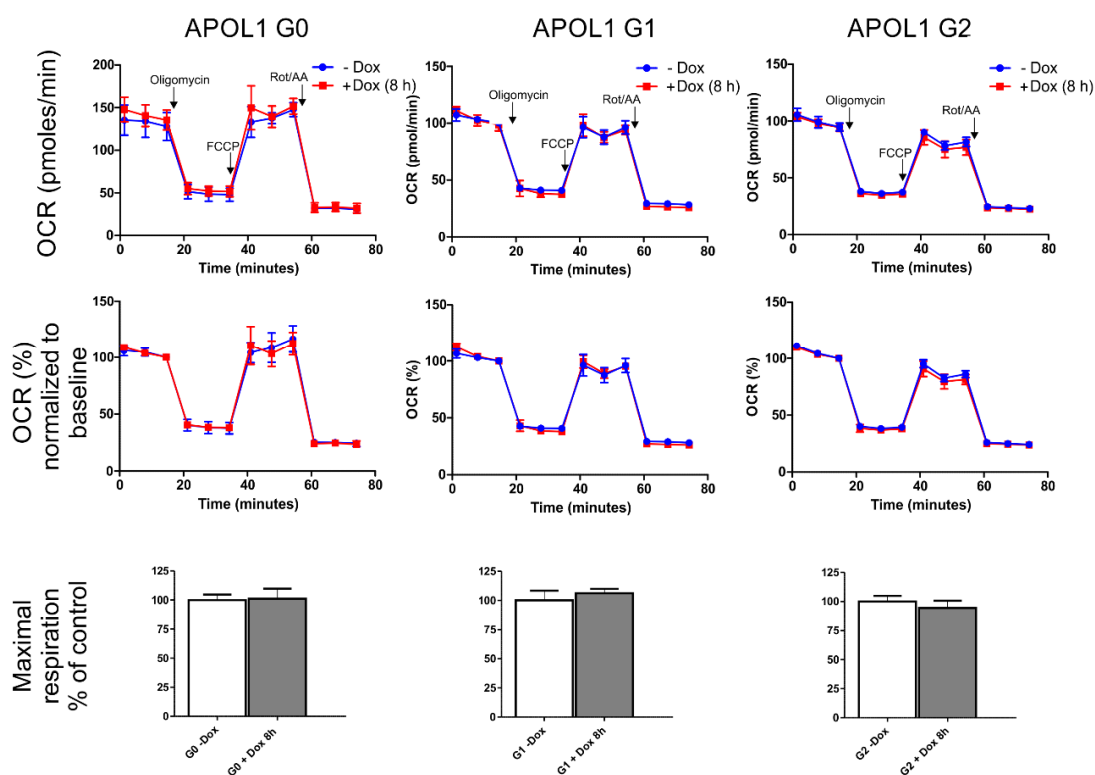 APOL1 G0
APOL1 G1
APOL1 G2
OCR (pmoles/min)
200
150
100
50
0
0 20 40 60 80
Time (minutes)
Oligomycin
FCCP
Rot/AA
- Dox
+Dox (8 h)
OCR (pmol/min)
150
100
50
0
0 20 40 60 80
Time (minutes)
Oligomycin
FCCP
Rot/AA
- Dox
+Dox (8 h)
OCR (pmol/min)
150
100
50
0
0 20 40 60 80
Time (minutes)
Oligomycin
FCCP
Rot/AA
- Dox
+Dox (8 h)
OCR (%)
normalized to
baseline
150
100
50
0
0 20 40 60 80
Time (minutes)
OCR (%)
150
100
50
0
0 20 40 60 80
Time (minutes)
OCR (%)
150
100
50
0
0 20 40 60 80
Time (minutes)
Maximal
respiration
% of control
125
100
75
50
25
0
G0 -Dox
G0 + Dox 8h
125
100
75
50
25
0
G1 -Dox
G1 + Dox 8h
125
100
75
50
25
0
G2 -Dox
G2 + Dox 8h